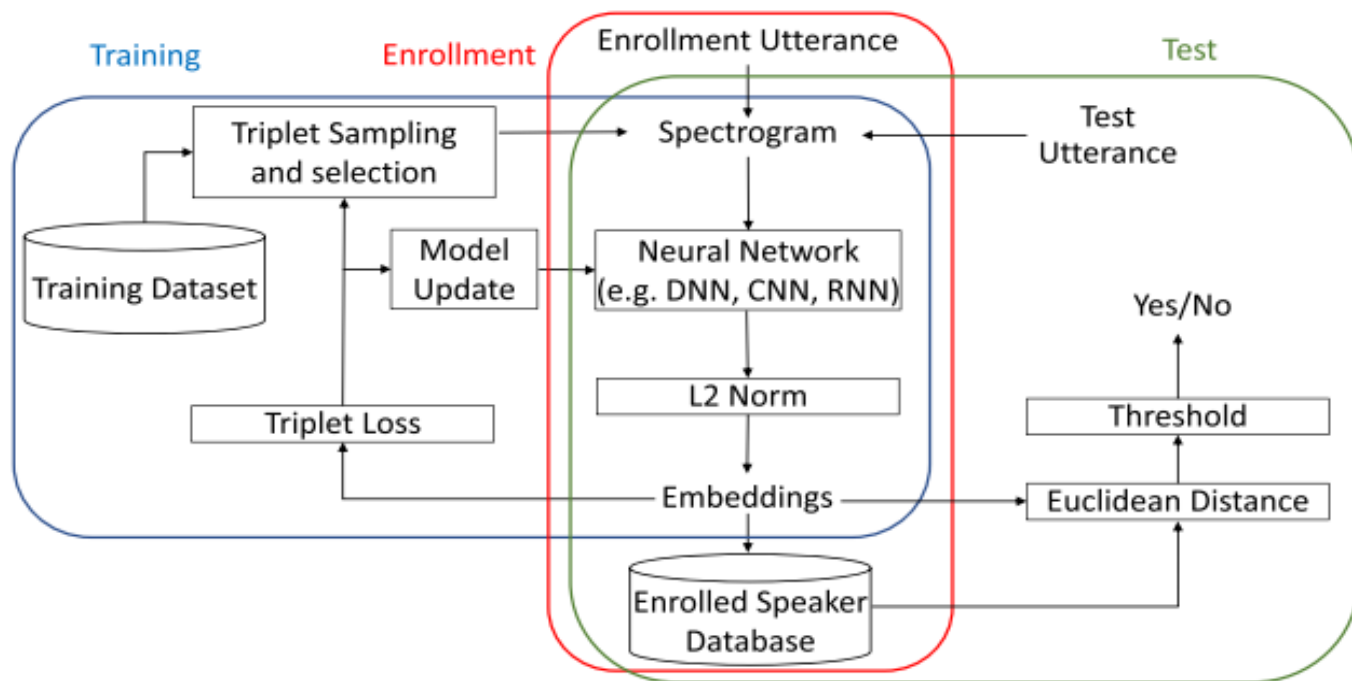 Training
Enrollment
Enrollment Utterance
Test
Triplet Sampling
and selection
Spectrogram
Test
Utterance
Training Dataset
Model
Update
Neural Network
(e.g. DNN, CNN, RNN)
Yes/No
L2 Norm
Triplet Loss
Threshold
Embeddings
Euclidean Distance
Enrolled Speaker
Database